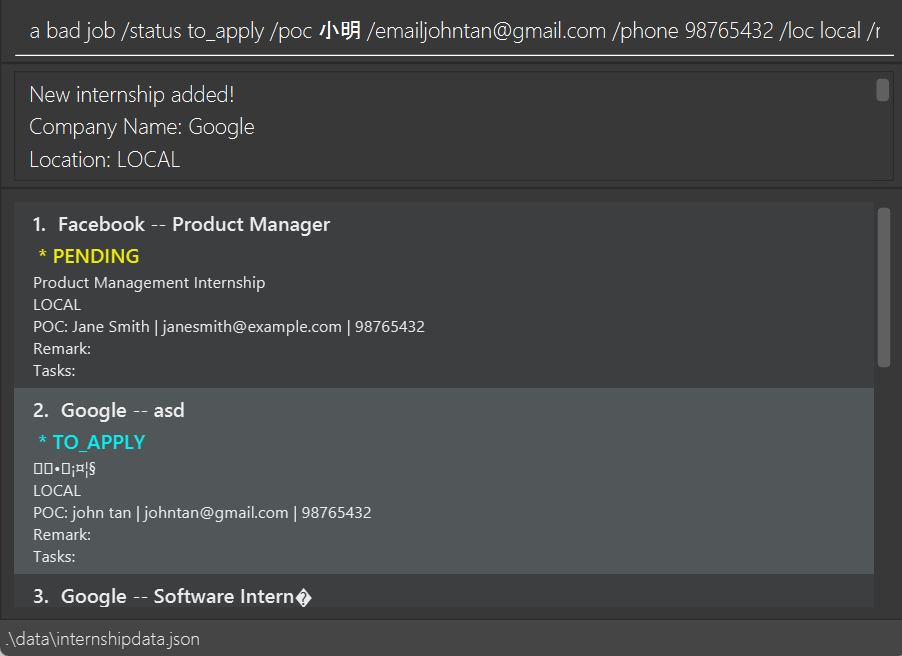 a bad job /status to_apply /poc 小明 /emailjohntan@gmail.com /phone 98765432 /loc local /r
New internship added!
Company Name: Google
Location: LOCAL
1. Facebook -- Product Manager
* PENDING
Product Management Internship
LOCAL
POC: Jane Smith | janesmith@example.com | 98765432
Remark:
Tasks:
2. Google -- asd
* TO_APPLY
▯▯•▯¡¤¦§
LOCAL
POC: john tan | johntan@gmail.com | 98765432
Remark:
Tasks:
3. Google -- Software Intern�
.\data\internshipdata.json